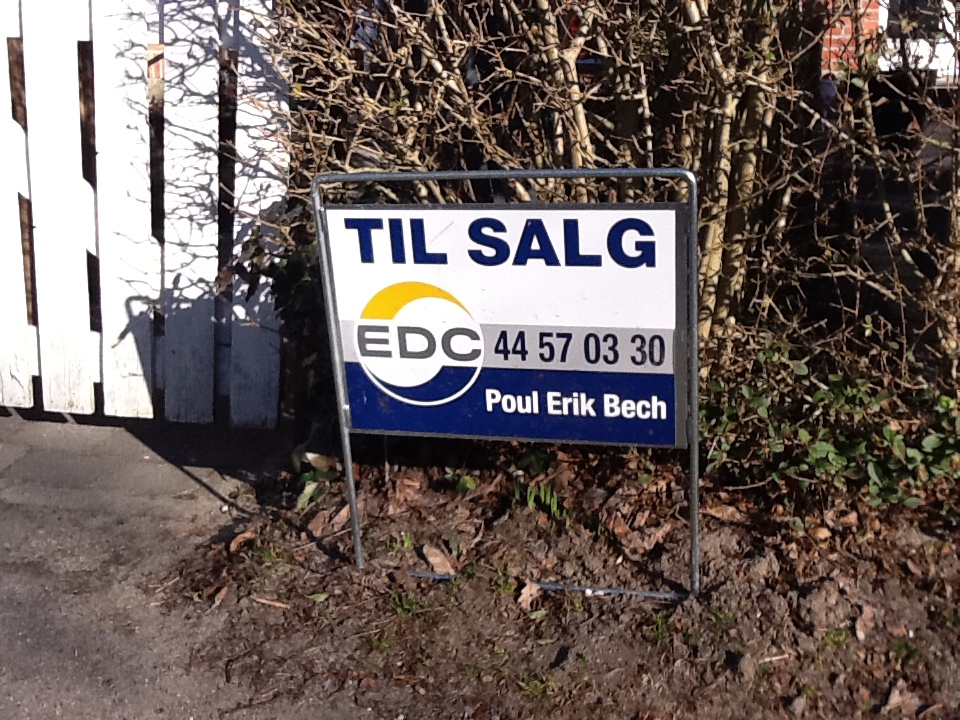 TIL SALG
EDC 44 57 03 30
Poul Erik Bech